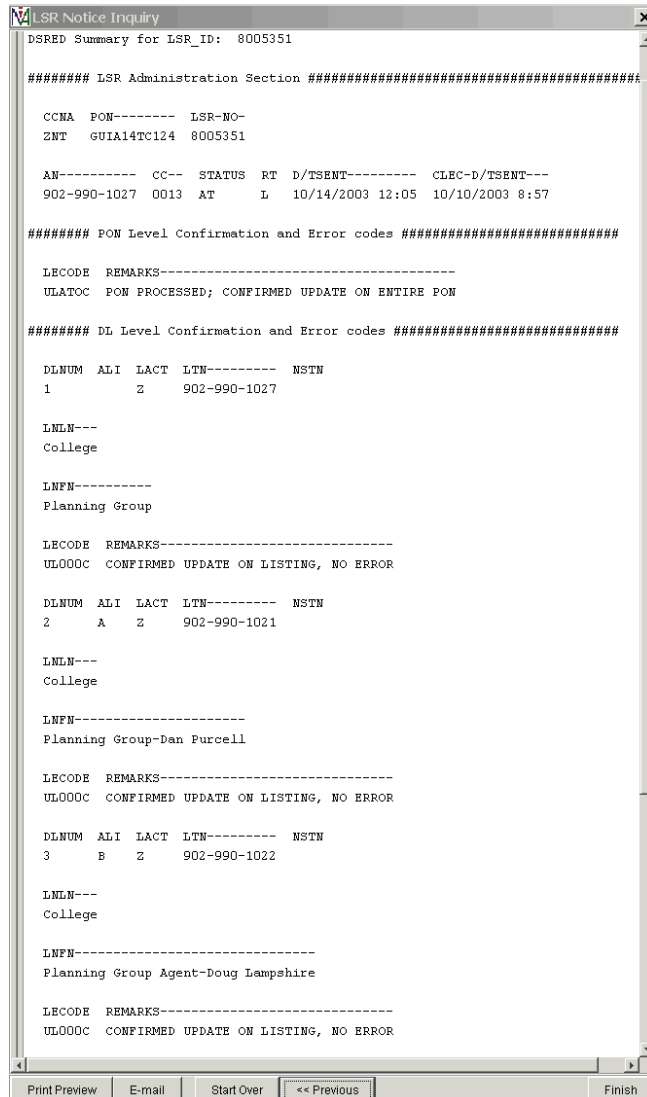 LSR Notice Inquiry
DSRED Summary for LSR_ID:  8005351
######## LSR Administration Section ###########################################
CCNA  PON--------  LSR-NO-
ZNT   GUIA14TC124  8005351
AN----------  CC--  STATUS  RT  D/TSENT---------  CLEC-D/TSENT---
902-990-1027  0013  AT      L   10/14/2003 12:05  10/10/2003 8:57
######## PON Level Confirmation and Error codes ############################
LECODE  REMARKS--------------------------------------
ULATOC  PON PROCESSED; CONFIRMED UPDATE ON ENTIRE PON
######## DL Level Confirmation and Error codes #############################
DLNUM  ALI  LACT  LTN---------  NSTN
1           Z     902-990-1027
LNLN---
College
LNFN----------
Planning Group
LECODE  REMARKS------------------------------
UL000C  CONFIRMED UPDATE ON LISTING, NO ERROR
DLNUM  ALI  LACT  LTN---------  NSTN
2      A    Z     902-990-1021
LNLN---
College
LNFN----------------------
Planning Group-Dan Purcell
LECODE  REMARKS------------------------------
UL000C  CONFIRMED UPDATE ON LISTING, NO ERROR
DLNUM  ALI  LACT  LTN---------  NSTN
3      B    Z     902-990-1022
LNLN---
College
LNFN-------------------------------
Planning Group Agent-Doug Lampshire
LECODE  REMARKS------------------------------
UL000C  CONFIRMED UPDATE ON LISTING, NO ERROR
Print Preview  E-mail  Start Over  << Previous  Finish